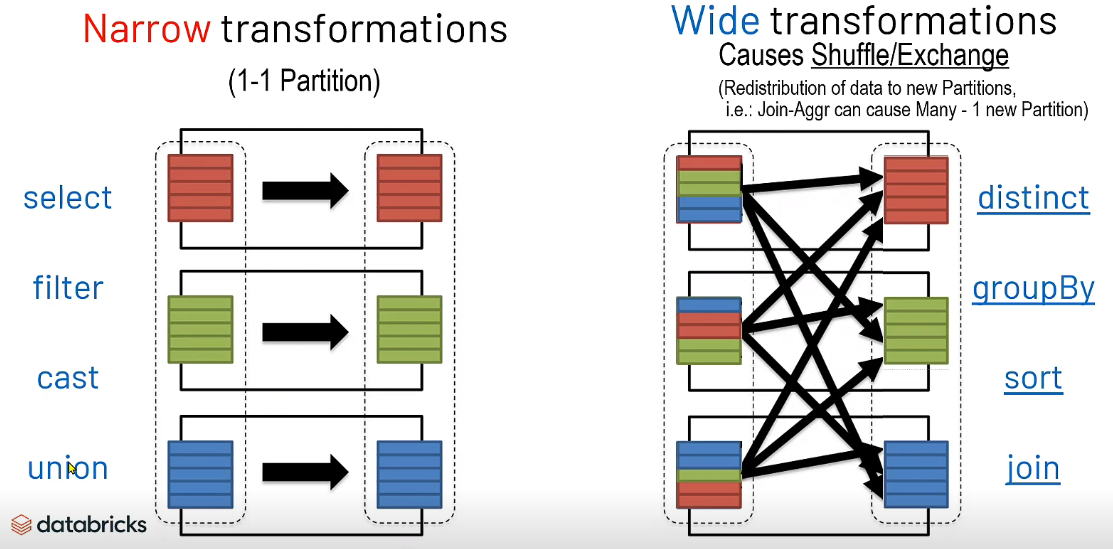 Narrow transformations
(1-1 Partition)
select
filter
cast
union
databricks
Wide transformations
Causes Shuffle/Exchange
(Redistribution of data to new Partitions,
i.e.: Join-Aggr can cause Many - 1 new Partition)
distinct
groupBy
sort
join